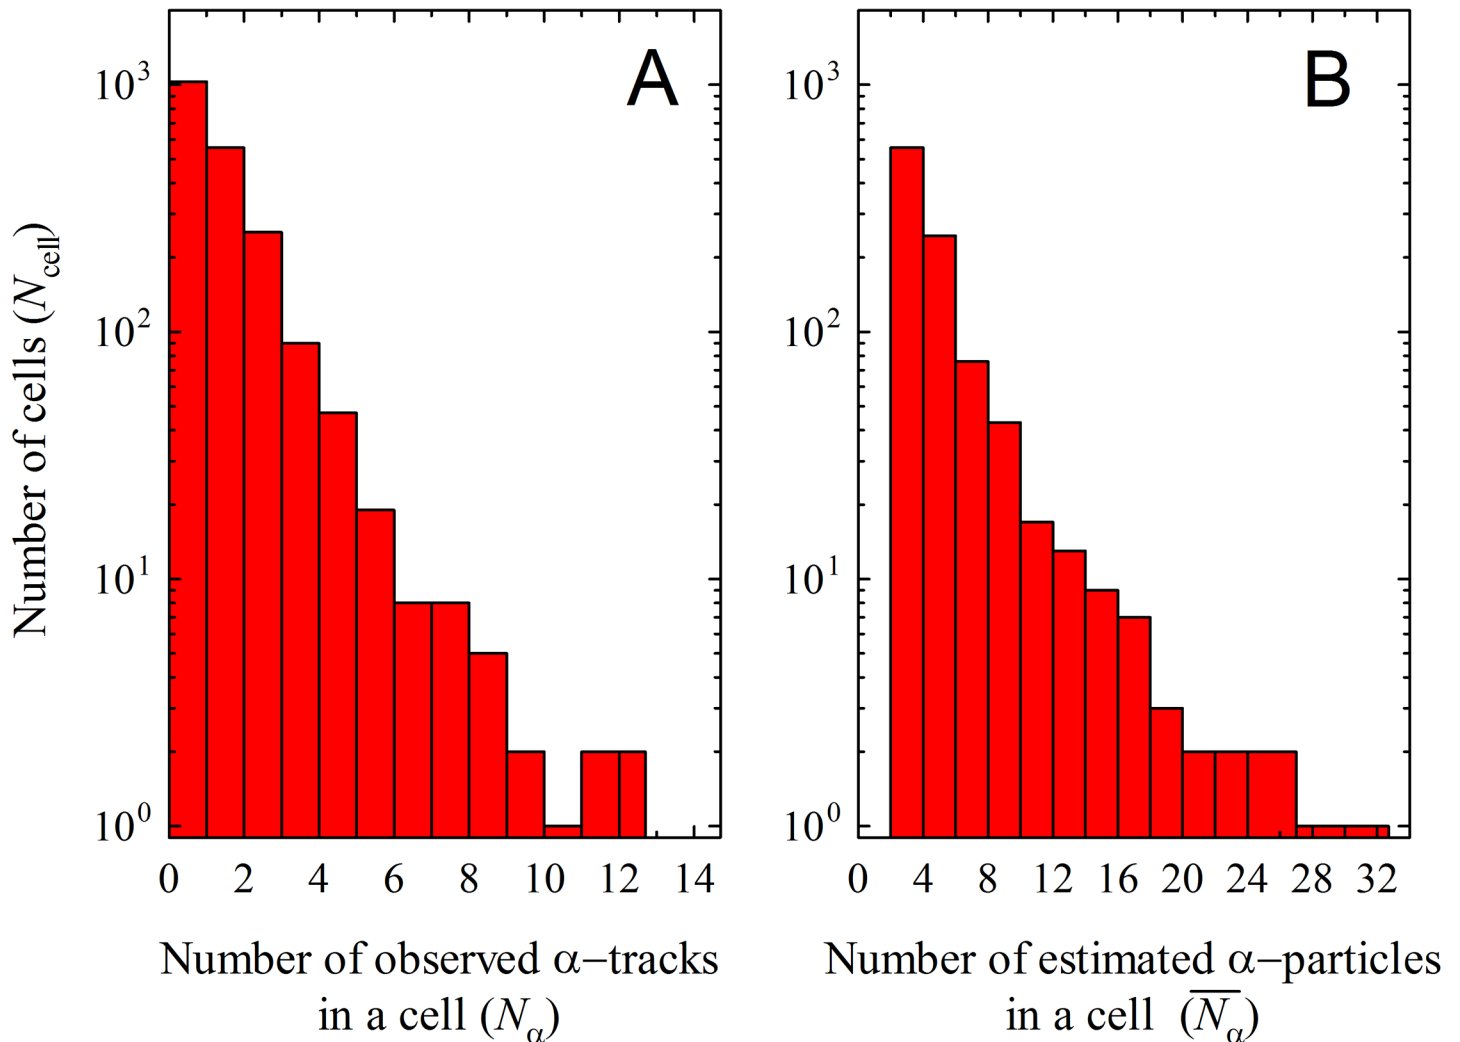 A
B
Number of cells (N_cell)
10^3
10^2
10^1
10^0
0 2 4 6 8 10 12 14
Number of observed α−tracks
in a cell (N_α)
10^3
10^2
10^1
10^0
0 4 8 12 16 20 24 28 32
Number of estimated α−particles
in a cell (N̅_α)